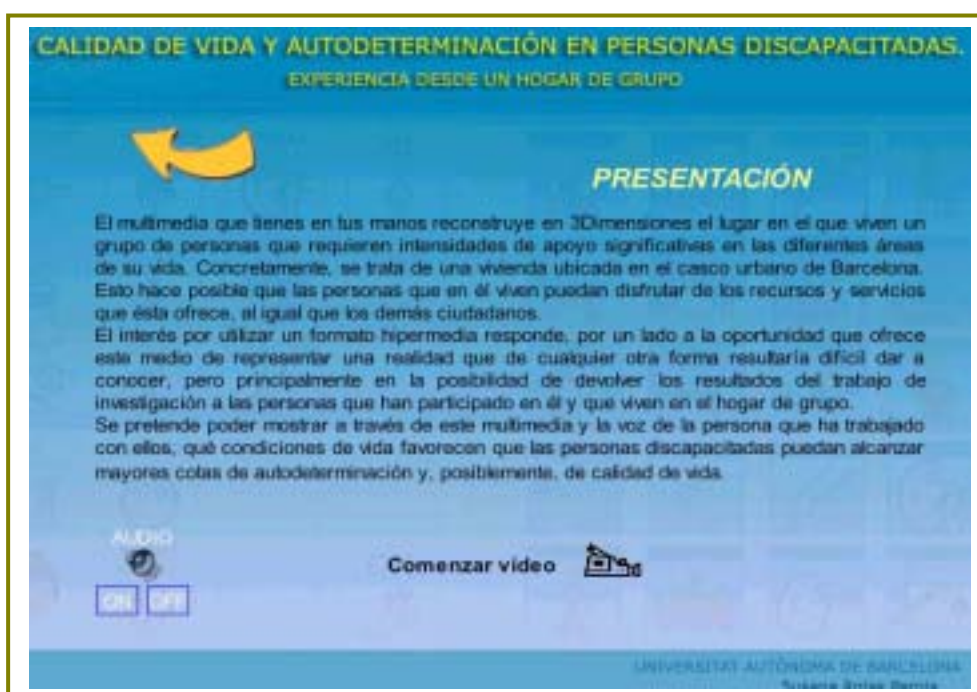 CALIDAD DE VIDA Y AUTODETERMINACIÓN EN PERSONAS DISCAPACITADAS.
EXPERIENCIA DESDE UN HOGAR DE GRUPO
PRESENTACIÓN
El multimedia que tienes en tus manos reconstruye en 3Dimensiones el lugar en el que viven un
grupo de personas que requieren intensidades de apoyo significativas en las diferentes áreas
de su vida. Concretamente, se trata de una vivienda ubicada en el casco urbano de Barcelona.
Esto hace posible que las personas que en él viven puedan disfrutar de los recursos y servicios
que ésta ofrece, al igual que los demás ciudadanos.
El interés por utilizar un formato hipermedia responde, por un lado a la oportunidad que ofrece
este medio de representar una realidad que de cualquier otra forma resultaría difícil dar a
conocer, pero principalmente en la posibilidad de devolver los resultados del trabajo de
investigación a las personas que han participado en él y que viven en el hogar de grupo.
Se pretende poder mostrar a través de este multimedia y la voz de la persona que ha trabajado
con ellos, qué condiciones de vida favorecen que las personas discapacitadas puedan alcanzar
mayores cotas de autodeterminación y, posiblemente, de calidad de vida.
AUDIO
Comenzar vídeo
ON OFF
UNIVERSITAT AUTÒNOMA DE BARCELONA
Susana Rojas Pernia